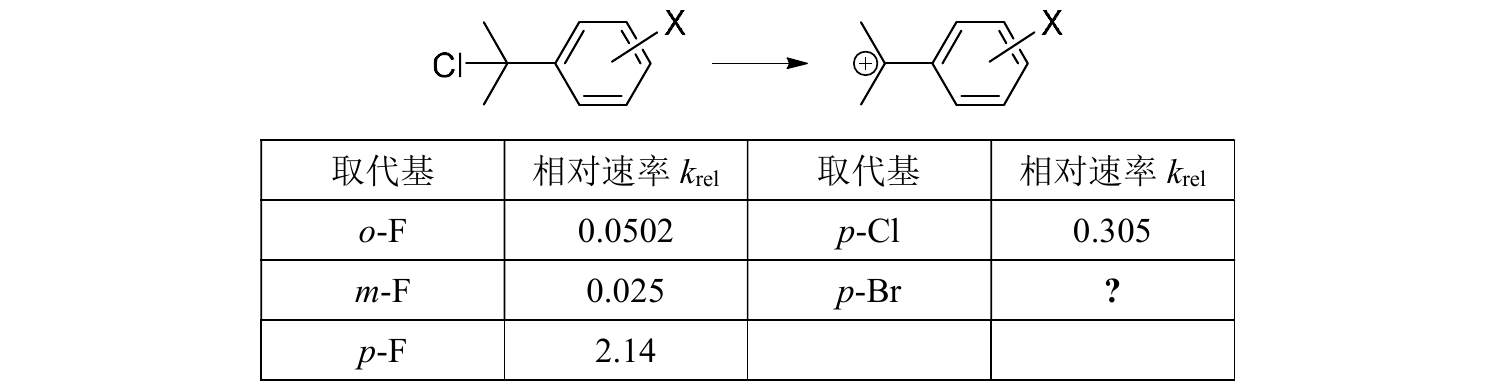 X X
Cl ⊕
取代基 相对速率 krel 取代基 相对速率 krel
o-F 0.0502 p-Cl 0.305
m-F 0.025 p-Br ?
p-F 2.14